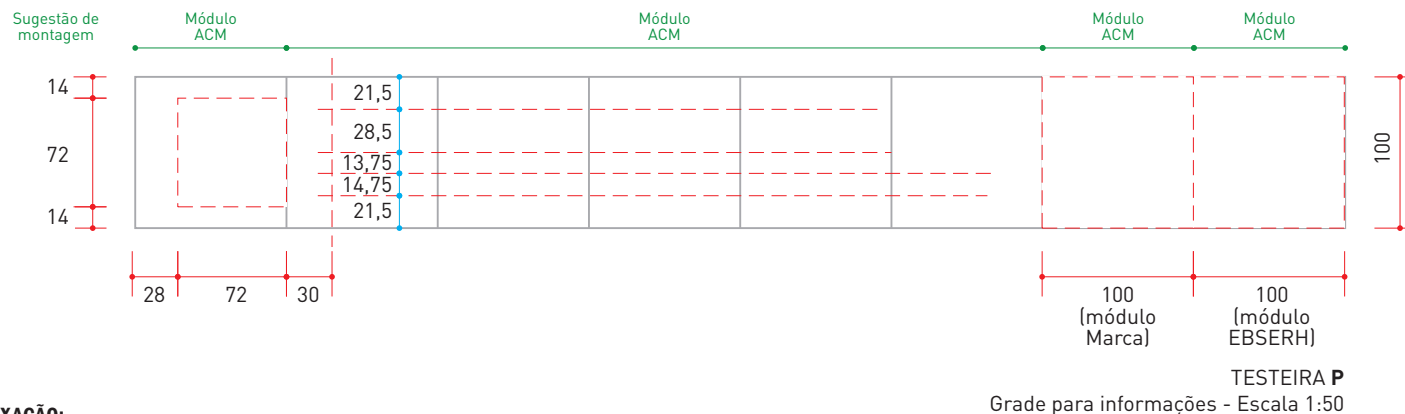 Sugestão de
montagem
Módulo
ACM
Módulo
ACM
Módulo
ACM
Módulo
ACM
14
72
14
21,5
28,5
13,75
14,75
21,5
100
28
72
30
100
(módulo
Marca)
100
(módulo
EBSERH)
TESTEIRA P
Grade para informações - Escala 1:50
XAÇÃO: